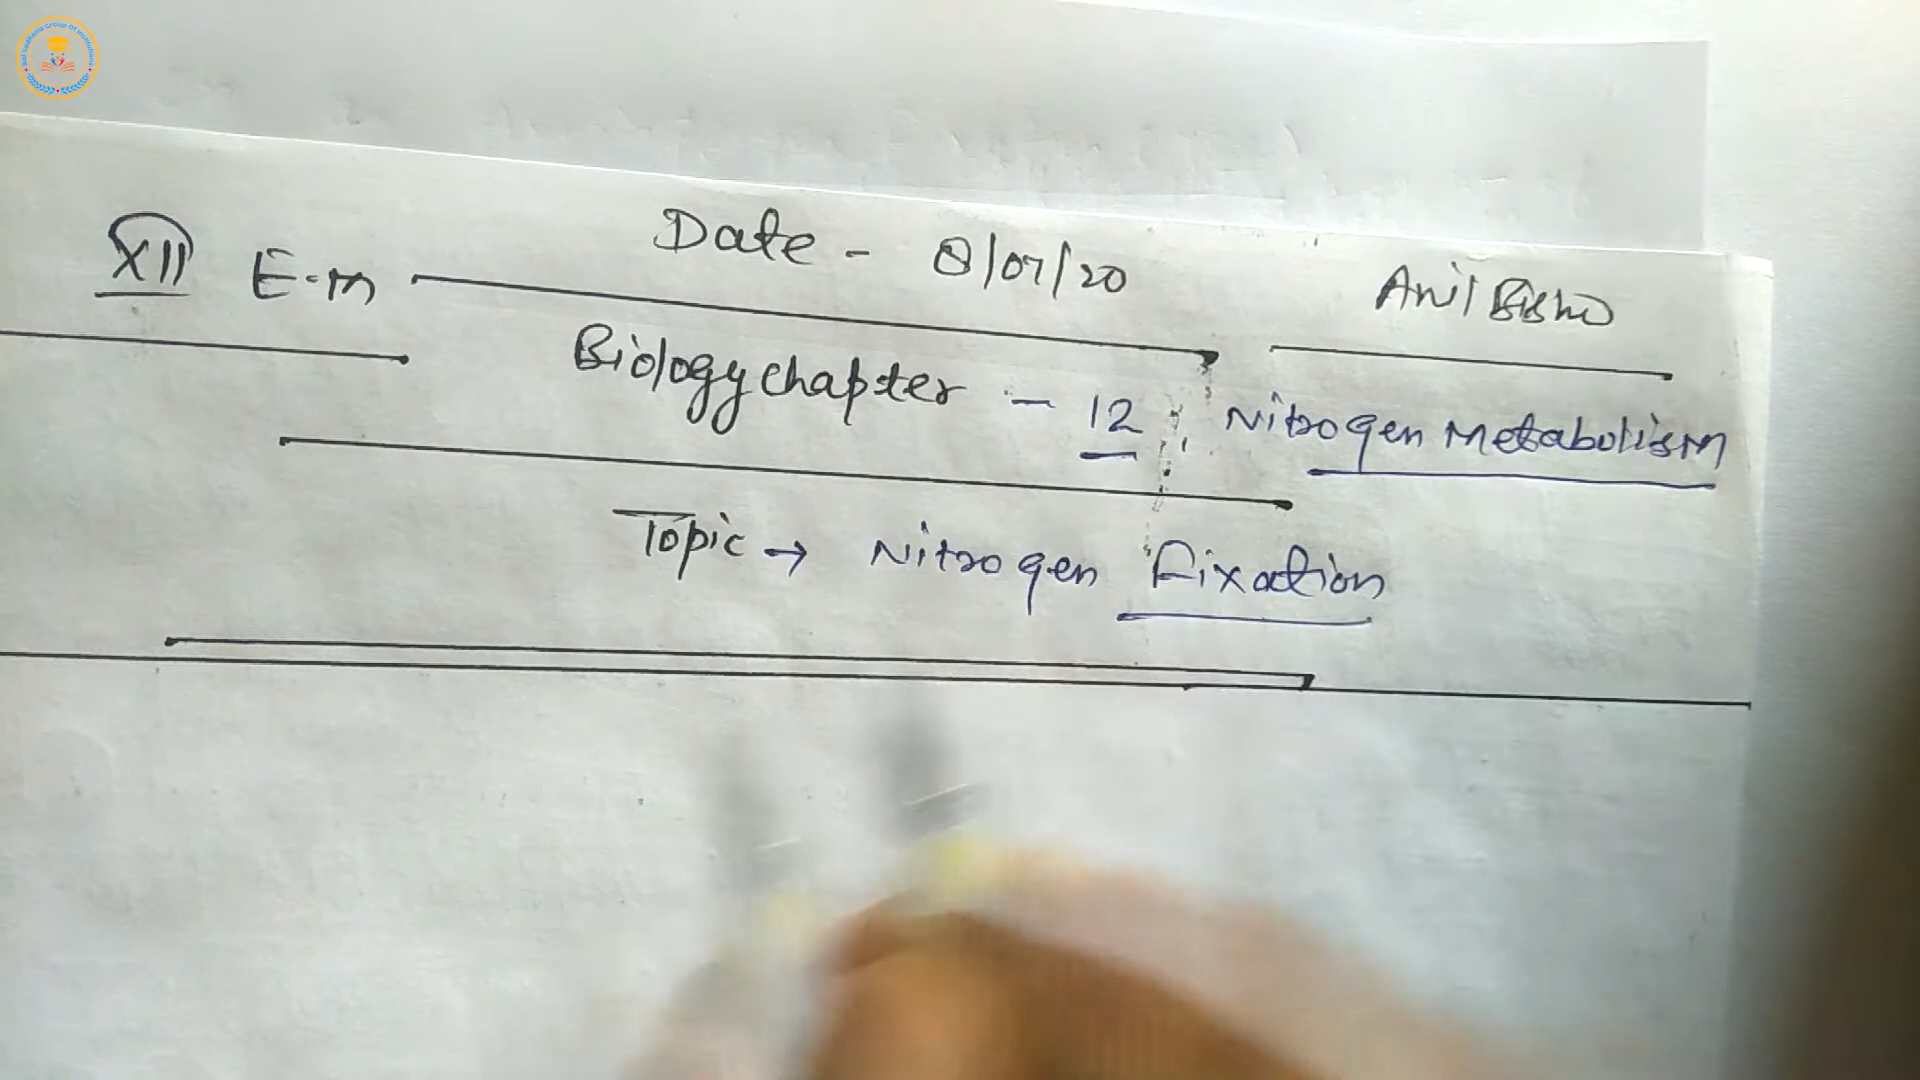 XII E-m Date - 8/07/20 Anil
Biology chapter - 12, Nitrogen Metabolism
Topic → Nitrogen Fixation